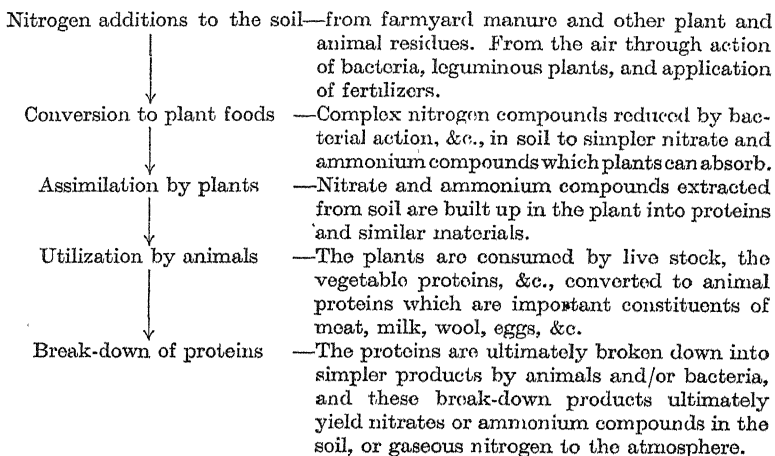 Nitrogen additions to the soil—from farmyard manure and other plant and
animal residues. From the air through action
of bacteria, leguminous plants, and application
of fertilizers.
Conversion to plant foods —Complex nitrogen compounds reduced by bac-
terial action, &c., in soil to simpler nitrate and
ammonium compounds which plants can absorb.
Assimilation by plants —Nitrate and ammonium compounds extracted
from soil are built up in the plant into proteins
and similar materials.
Utilization by animals —The plants are consumed by live stock, the
vegetable proteins, &c., converted to animal
proteins which are important constituents of
meat, milk, wool, eggs, &c.
Break-down of proteins —The proteins are ultimately broken down into
simpler products by animals and/or bacteria,
and these break-down products ultimately
yield nitrates or ammonium compounds in the
soil, or gaseous nitrogen to the atmosphere.